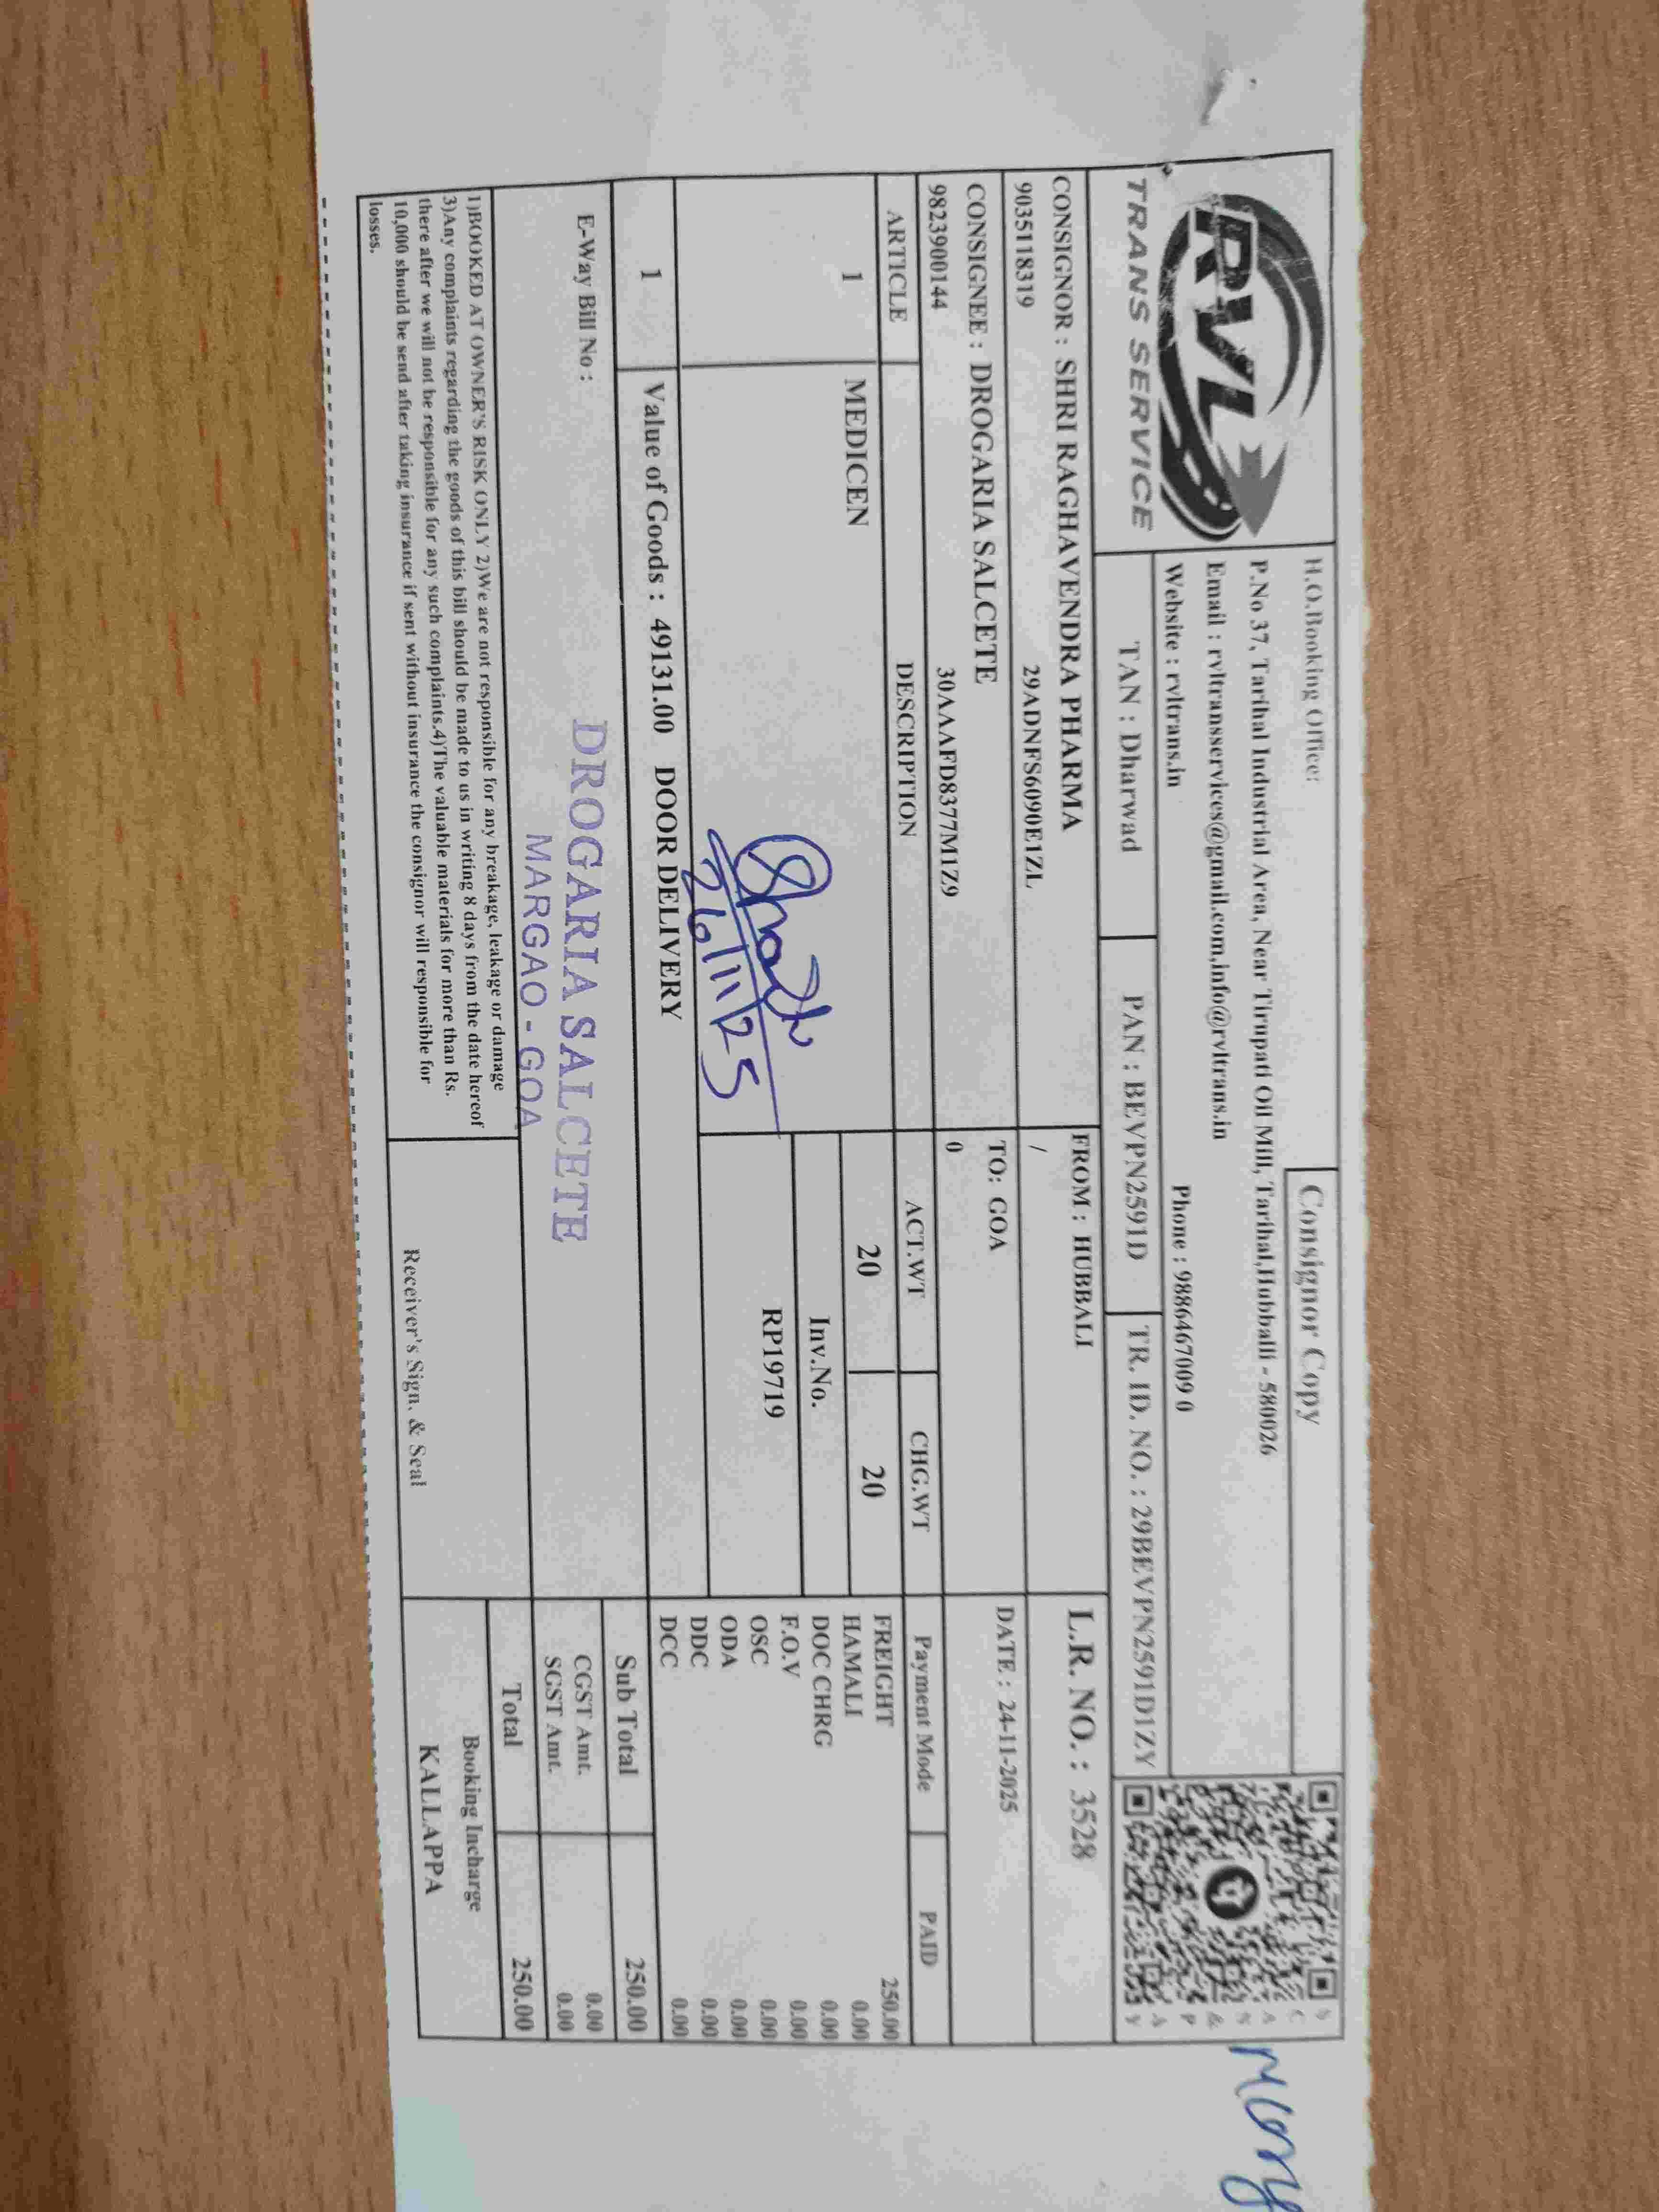 RVL
TRANS SERVICE
H.O.Booking Office:
Consignor Copy
P.No 37, Tarihal Industrial Area, Near Tirupati Oil Mill, Tarihal,Hubballi - 580026
Email : rvltransservices@gmail.com,info@rvltrans.in
Website : rvltrans.in Phone : 9886467009 0
SCAN & PAY
TAN : Dharwad PAN : BEVPN2591D TR. ID. NO. : 29BEVPN2591D1ZY
CONSIGNOR : SHRI RAGHAVENDRA PHARMA FROM : HUBBALI L.R. NO. : 3528
9035118319 29ADNFS6090E1ZL /
CONSIGNEE : DROGARIA SALCETE TO: GOA DATE : 24-11-2025
9823900144 30AAAFD8377M1Z9 0
ARTICLE DESCRIPTION ACT.WT CHG.WT Payment Mode PAID
1 MEDICEN 20 20 FREIGHT 250.00
HAMALI 0.00
Inv.No. DOC CHRG 0.00
F.O.V 0.00
RP19719 OSC 0.00
ODA 0.00
26/11/25 DDC 0.00
1 Value of Goods : 49131.00 DOOR DELIVERY DCC 0.00
Sub Total 250.00
E-Way Bill No :
DROGARIA SALCETE
MARGAO - GOA
CGST Amt. 0.00
SGST Amt. 0.00
Total 250.00
1)BOOKED AT OWNER'S RISK ONLY 2)We are not responsible for any breakage, leakage or damage
3)Any complaints regarding the goods of this bill should be made to us in writing 8 days from the date hereof
there after we will not be responsible for any such complaints.4)The valuable materials for more than Rs.
10,000 should be send after taking insurance if sent without insurance the consignor will responsible for
losses.
Receiver's Sign. & Seal
Booking Incharge
KALLAPPA